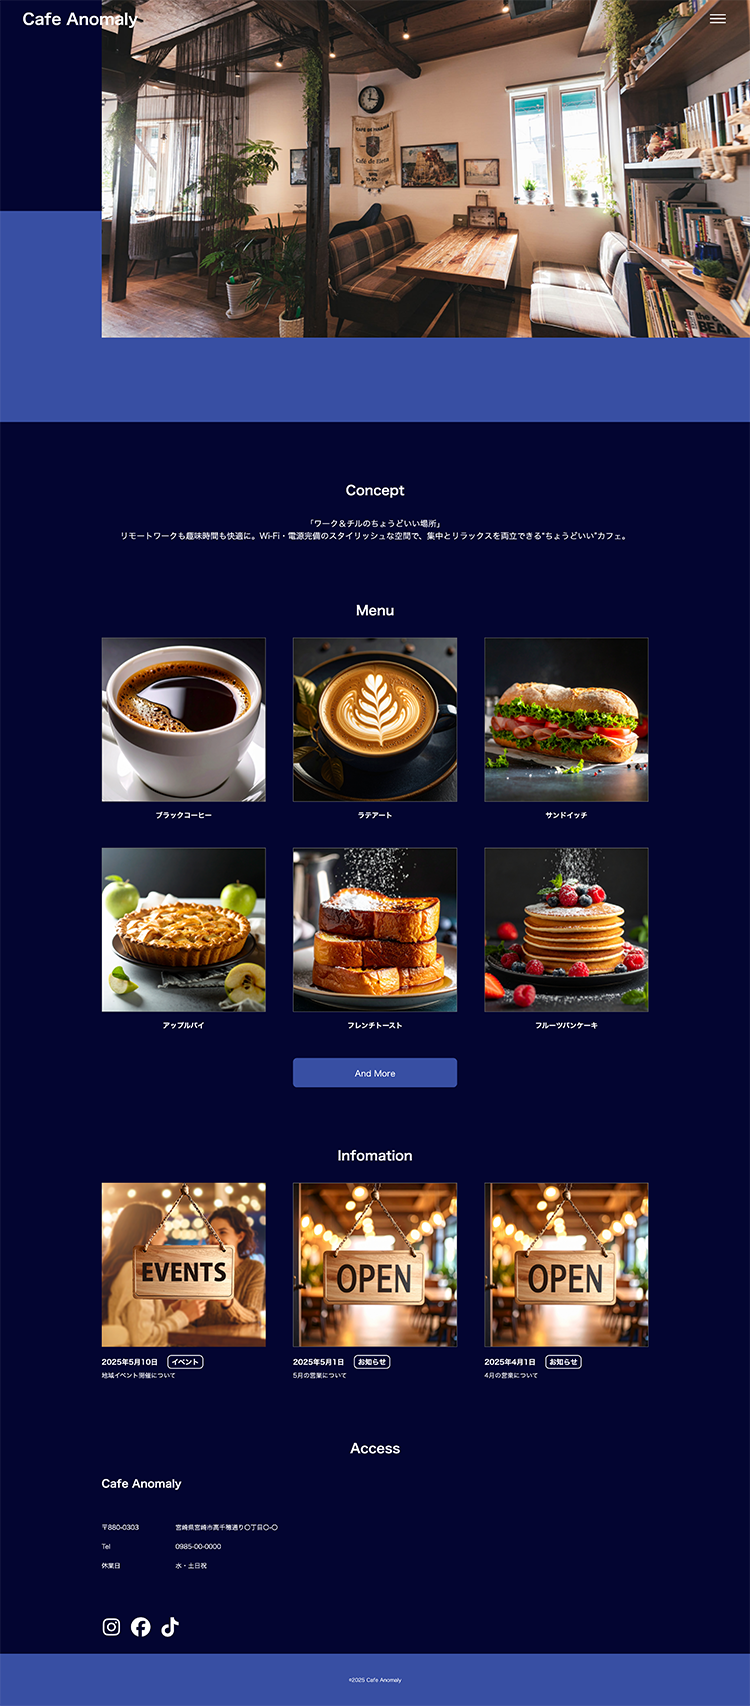 Cafe Anomaly
CAFE DE PANAMA
Café de Eleta
BEA
Concept
「ワーク＆チルのちょうどいい場所」
リモートワークも趣味時間も快適に。Wi-Fi・電源完備のスタイリッシュな空間で、集中とリラックスを両立できる“ちょうどいい”カフェ。
Menu
ブラックコーヒー
ラテアート
サンドイッチ
アップルパイ
フレンチトースト
フルーツパンケーキ
And More
Infomation
EVENTS
OPEN
OPEN
2025年5月10日 イベント
地域イベント開催について
2025年5月1日 お知らせ
5月の営業について
2025年4月1日 お知らせ
4月の営業について
Access
Cafe Anomaly
〒880-0303 宮崎県宮崎市高千穂通り〇丁目〇-〇
Tel 0985-00-0000
休業日 水・土日祝
©2025 Cafe Anomaly